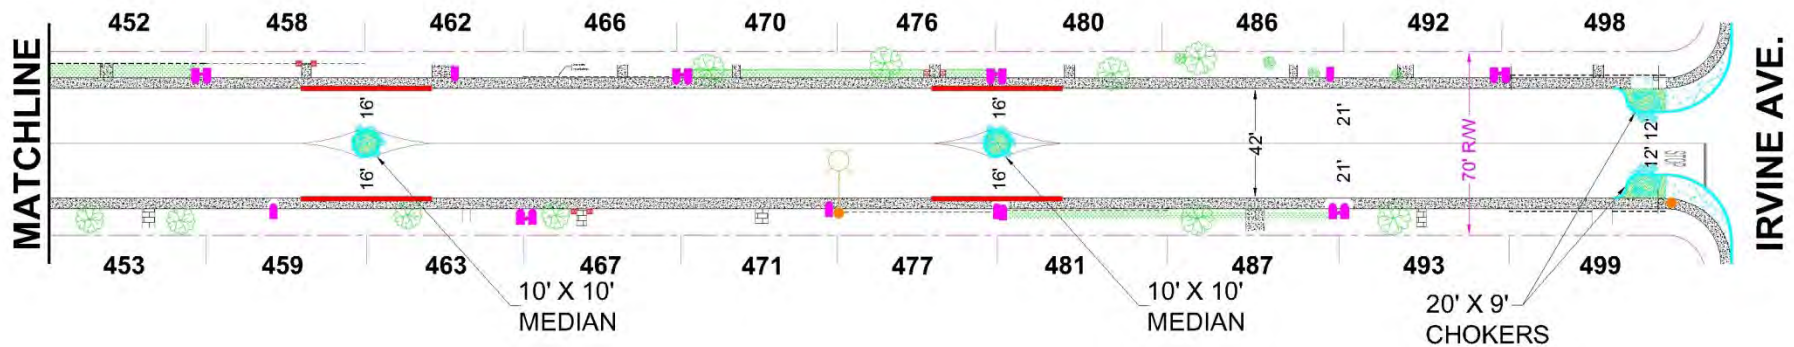 452 458 462 466 470 476 480 486 492 498
MATCHLINE
IRVINE AVE.
16' 16'
16' 16'
42'
21'
21'
70' R/W
12' 12'
STOP
453 459 463 467 471 477 481 487 493 499
10' X 10'
MEDIAN
10' X 10'
MEDIAN
20' X 9'
CHOKERS